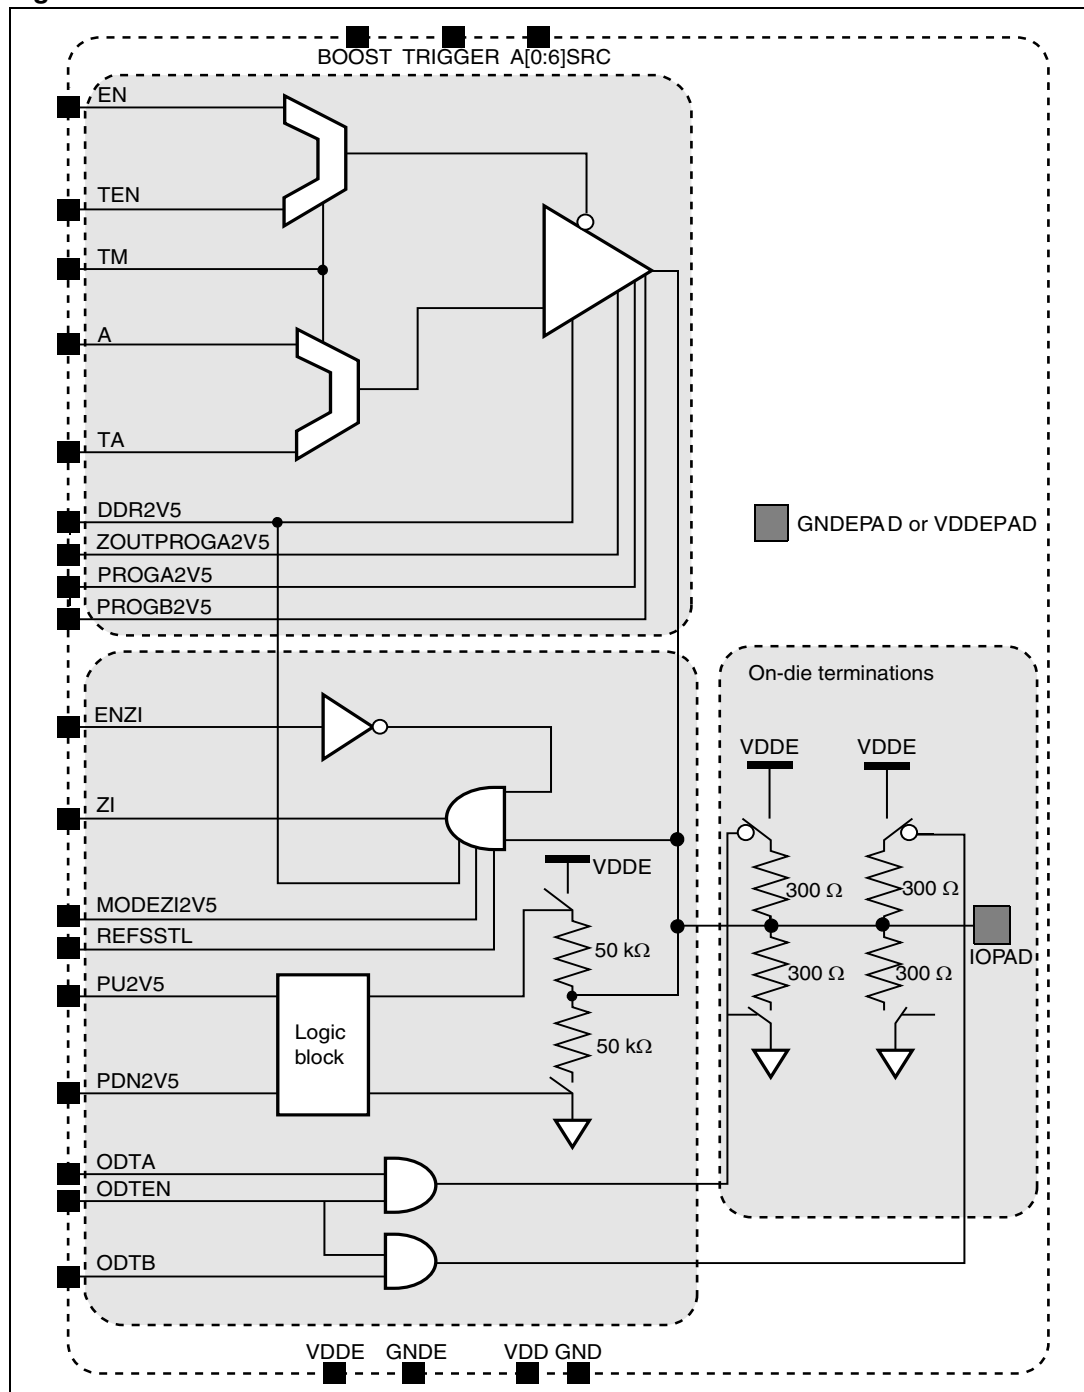 BOOST TRIGGER A[0:6]SRC
EN
TEN
TM
A
TA
DDR2V5
ZOUTPROGA2V5
PROGA2V5
PROGB2V5
GNDEPAD or VDDEPAD
On-die terminations
ENZI
VDDE VDDE
ZI
VDDE
300 Ω 300 Ω
MODEZI2V5
REFSSTL
50 kΩ
IOPAD
PU2V5
300 Ω 300 Ω
Logic
block
50 kΩ
PDN2V5
ODTA
ODTEN
ODTB
VDDE GNDE VDD GND